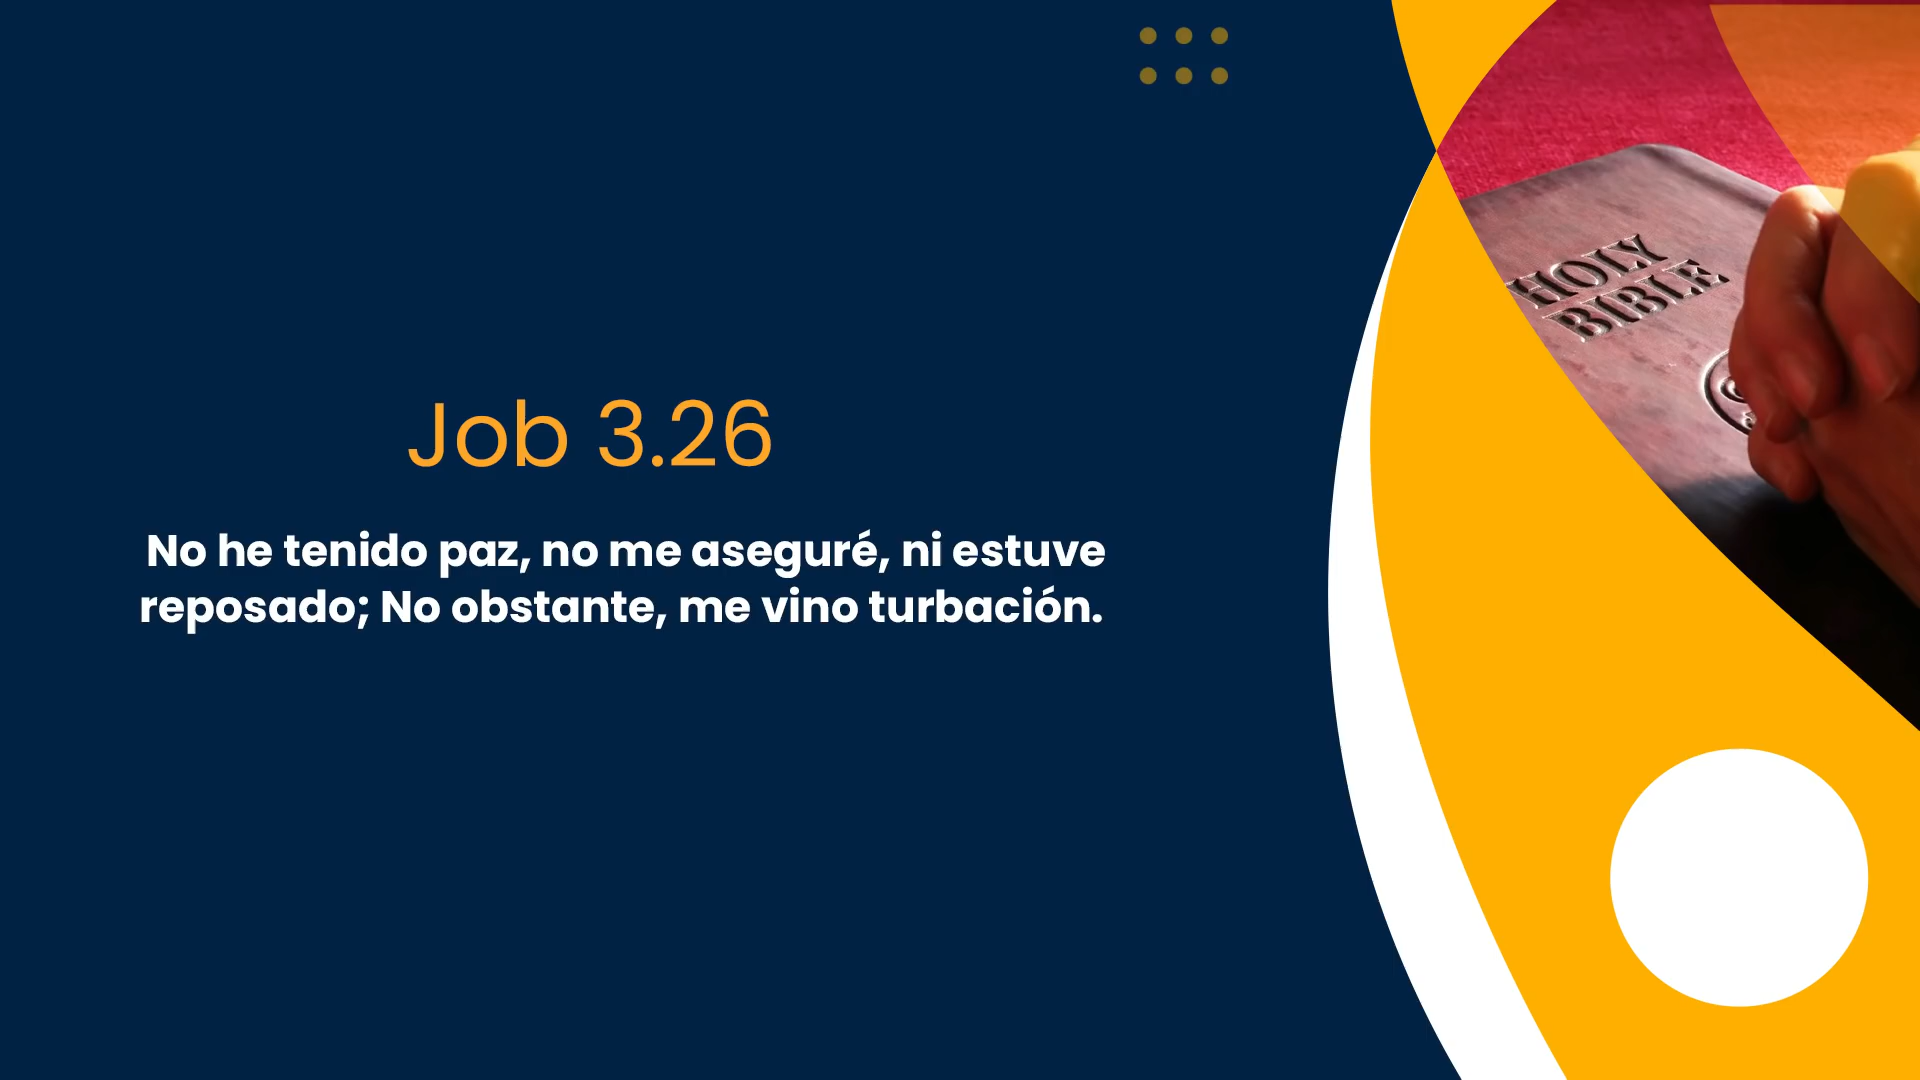 Job 3.26
No he tenido paz, no me aseguré, ni estuve
reposado; No obstante, me vino turbación.
HOLY
BIBLE